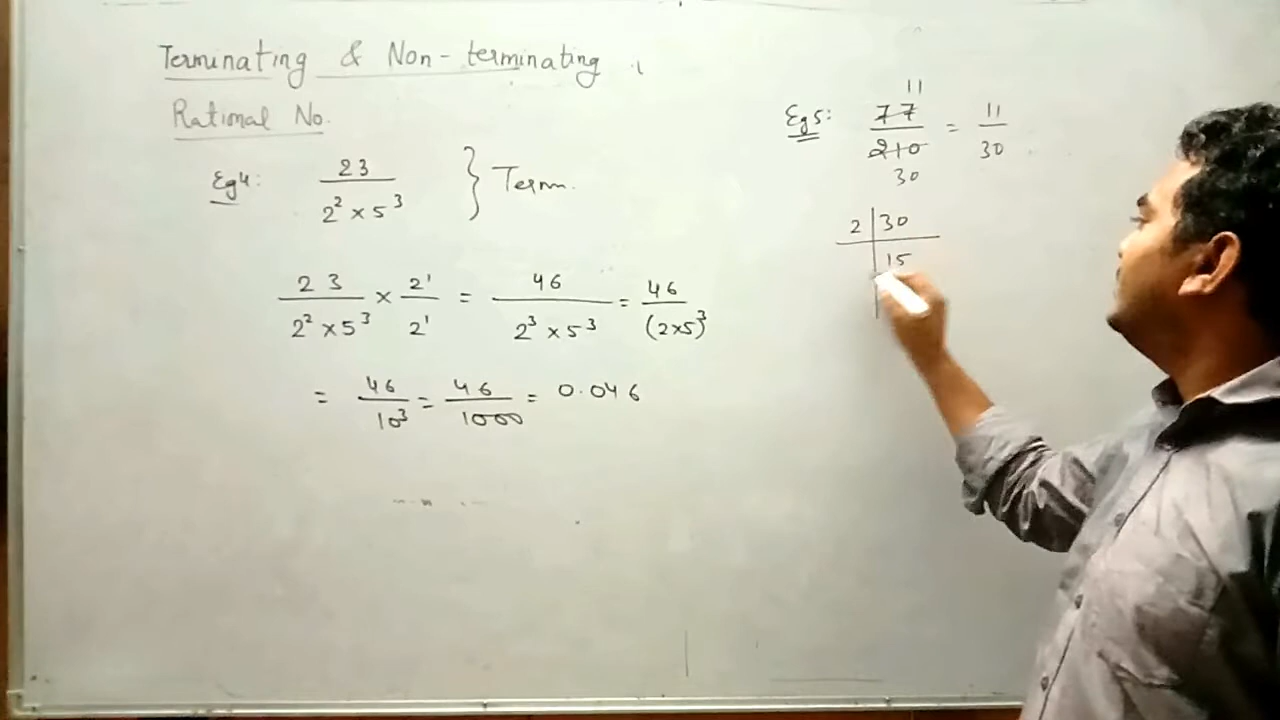 Terminating & Non-terminating
Rational No.
Eg4: 23 / 2² × 5³ } Term.
23 / 2² × 5³ × 2¹ / 2¹ = 46 / 2³ × 5³ = 46 / (2×5)³
= 46 / 10³ = 46 / 1000 = 0.046
11
Eg5: 77 / 210 = 11 / 30
30
2 | 30
15